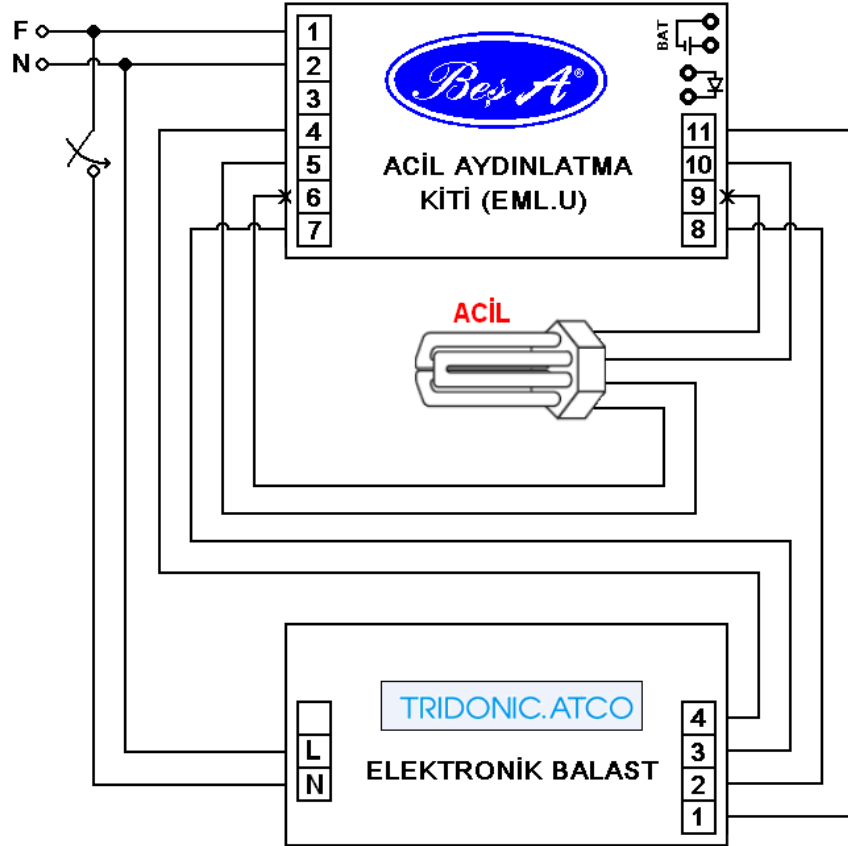 F
N
1
2
3
4
5
6
7
Beş A®
ACİL AYDINLATMA
KİTİ (EML.U)
BAT
11
10
9
8
ACİL
TRIDONIC.ATCO
ELEKTRONİK BALAST
L
N
4
3
2
1